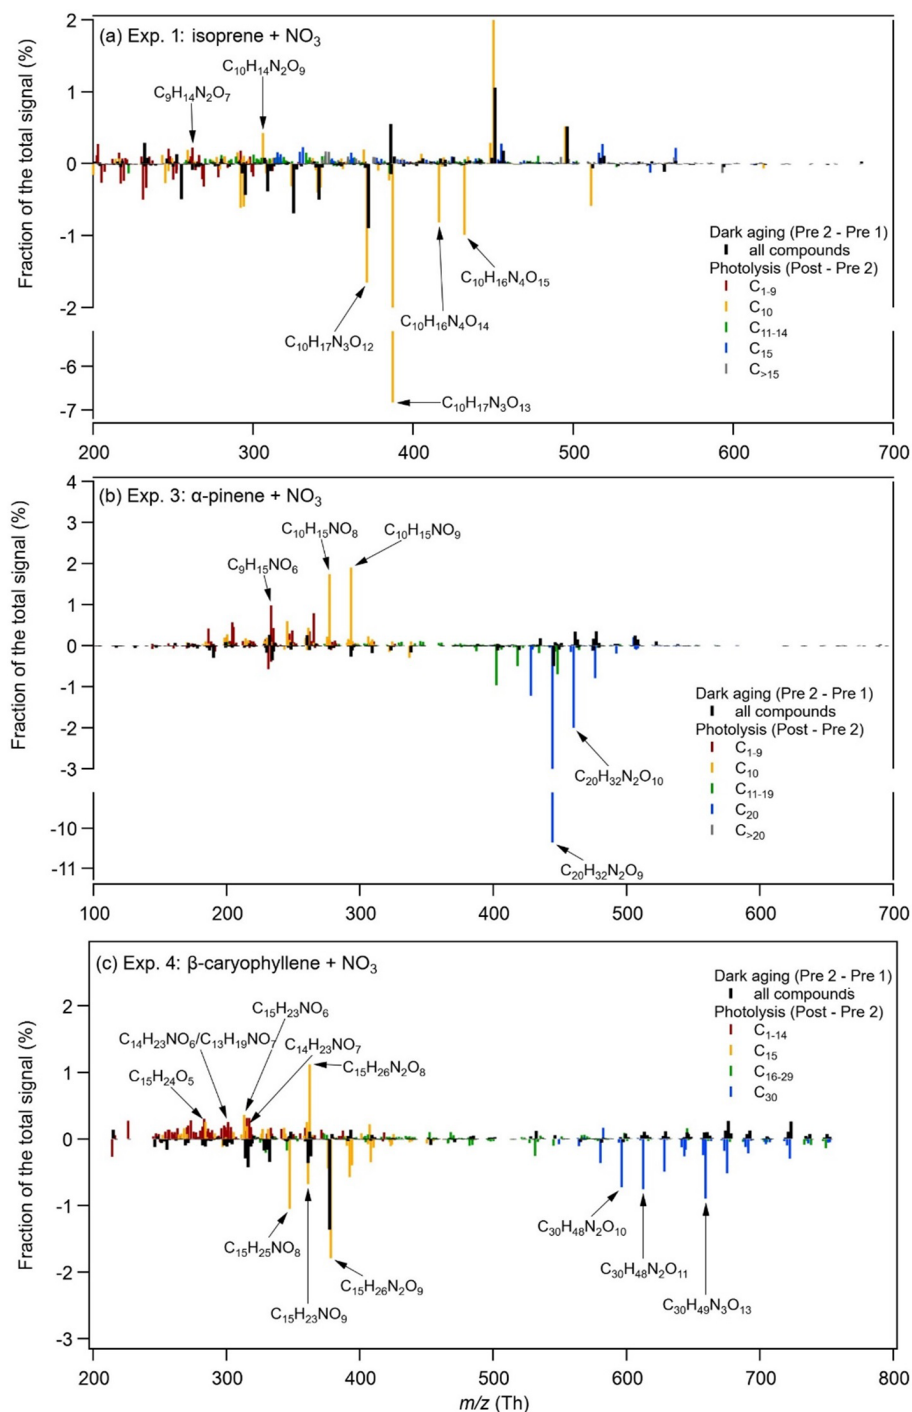 (a) Exp. 1: isoprene + NO₃
Fraction of the total signal (%)
2
1
0
-1
-2
-6
-7
C₁₀H₁₄N₂O₉
C₉H₁₄N₂O₇
C₁₀H₁₆N₄O₁₅
C₁₀H₁₆N₄O₁₄
C₁₀H₁₇N₃O₁₂
C₁₀H₁₇N₃O₁₃
Dark aging (Pre 2 - Pre 1)
all compounds
Photolysis (Post - Pre 2)
C₁₋₉
C₁₀
C₁₁₋₁₄
C₁₅
C>₁₅
200 300 400 500 600 700
(b) Exp. 3: α-pinene + NO₃
Fraction of the total signal (%)
4
3
2
1
0
-1
-2
-3
-10
-11
C₁₀H₁₅NO₈
C₁₀H₁₅NO₉
C₉H₁₅NO₆
C₂₀H₃₂N₂O₁₀
C₂₀H₃₂N₂O₉
Dark aging (Pre 2 - Pre 1)
all compounds
Photolysis (Post - Pre 2)
C₁₋₉
C₁₀
C₁₁₋₁₉
C₂₀
C>₂₀
100 200 300 400 500 600 700
(c) Exp. 4: β-caryophyllene + NO₃
Fraction of the total signal (%)
2
1
0
-1
-2
-3
C₁₅H₂₃NO₆
C₁₄H₂₃NO₆/C₁₃H₁₉NO₇
C₁₄H₂₃NO₇
C₁₅H₂₆N₂O₈
C₁₅H₂₄O₅
C₁₅H₂₅NO₈
C₁₅H₂₆N₂O₉
C₁₅H₂₃NO₉
C₃₀H₄₈N₂O₁₀
C₃₀H₄₈N₂O₁₁
C₃₀H₄₉N₃O₁₃
Dark aging (Pre 2 - Pre 1)
all compounds
Photolysis (Post - Pre 2)
C₁₋₁₄
C₁₅
C₁₆₋₂₉
C₃₀
200 300 400 500 600 700 800
m/z (Th)